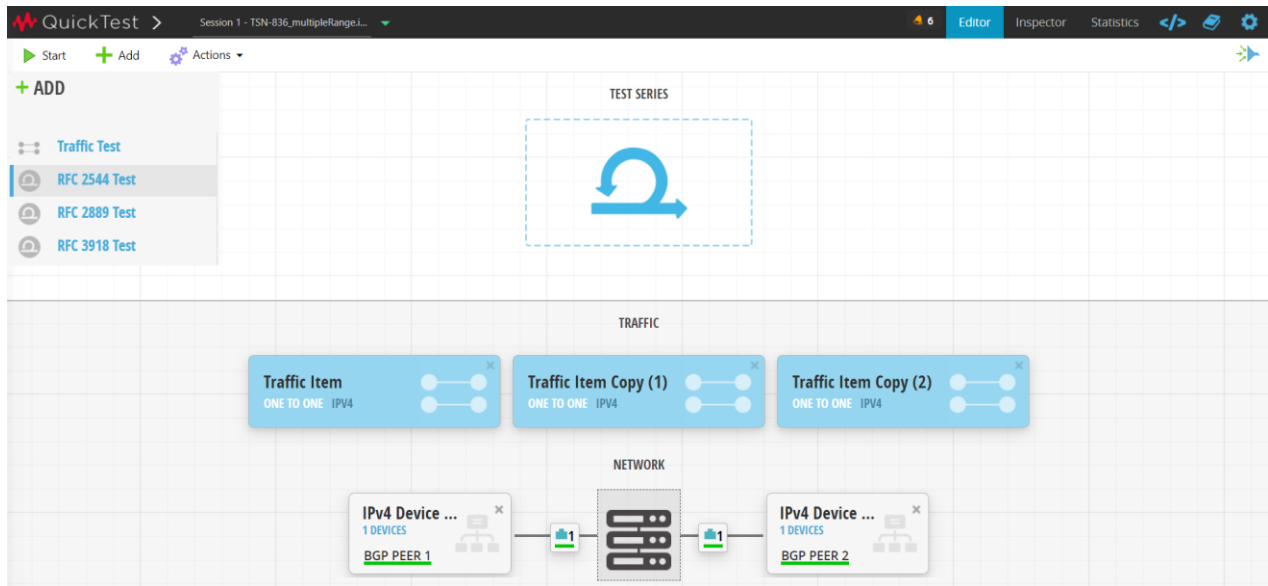 QuickTest >
Session 1 - TSN-836_multipleRange.i...
6
Editor
Inspector
Statistics
</>
Start
+ Add
Actions
+ ADD
Traffic Test
RFC 2544 Test
RFC 2889 Test
RFC 3918 Test
TEST SERIES
TRAFFIC
Traffic Item
ONE TO ONE IPV4
Traffic Item Copy (1)
ONE TO ONE IPV4
Traffic Item Copy (2)
ONE TO ONE IPV4
NETWORK
IPv4 Device ...
1 DEVICES
BGP PEER 1
1
1
IPv4 Device ...
1 DEVICES
BGP PEER 2